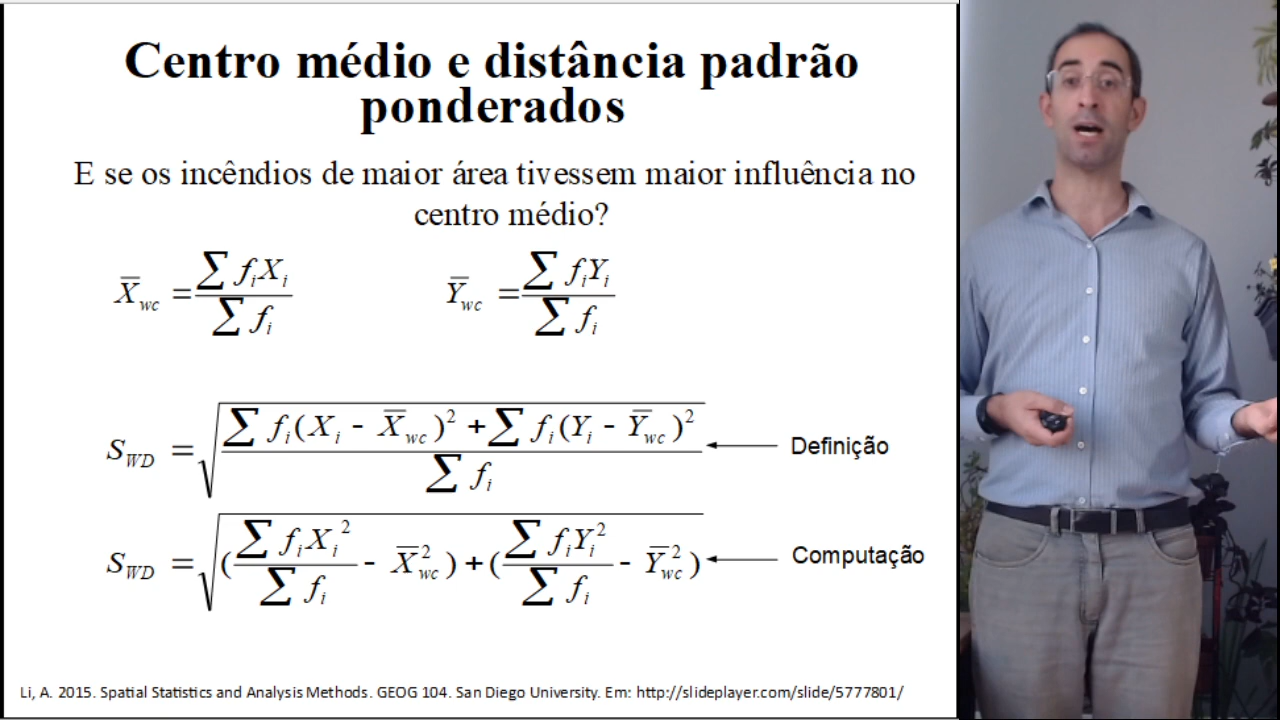 Centro médio e distância padrão
ponderados
E se os incêndios de maior área tivessem maior influência no
centro médio?
X̄wc = ∑ fiXi / ∑ fi    Ȳwc = ∑ fiYi / ∑ fi
SWD = √( (∑ fi(Xi - X̄wc)² + ∑ fi(Yi - Ȳwc)²) / ∑ fi ) Definição
SWD = √( (∑ fiXi² / ∑ fi - X̄²wc) + (∑ fiYi² / ∑ fi - Ȳ²wc) ) Computação
Li, A. 2015. Spatial Statistics and Analysis Methods. GEOG 104. San Diego University. Em: http://slideplayer.com/slide/5777801/